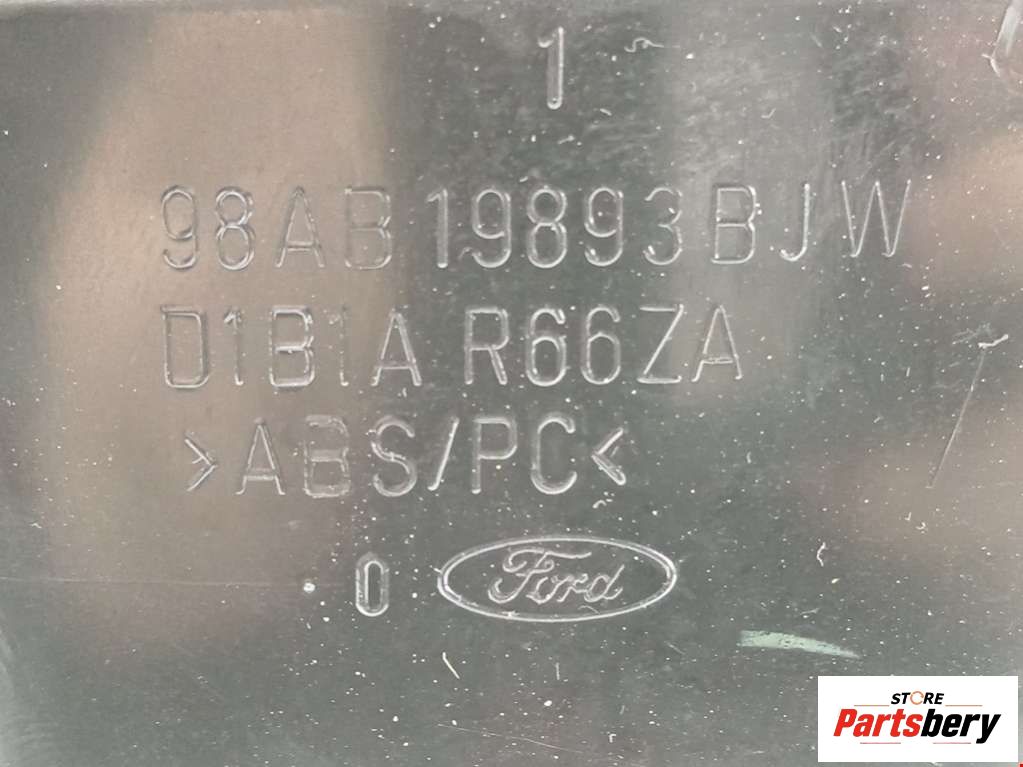 1
98AB 19893 BJW
D1B1A R66ZA
>ABS/PC<
0 Ford
STORE
Partsbery